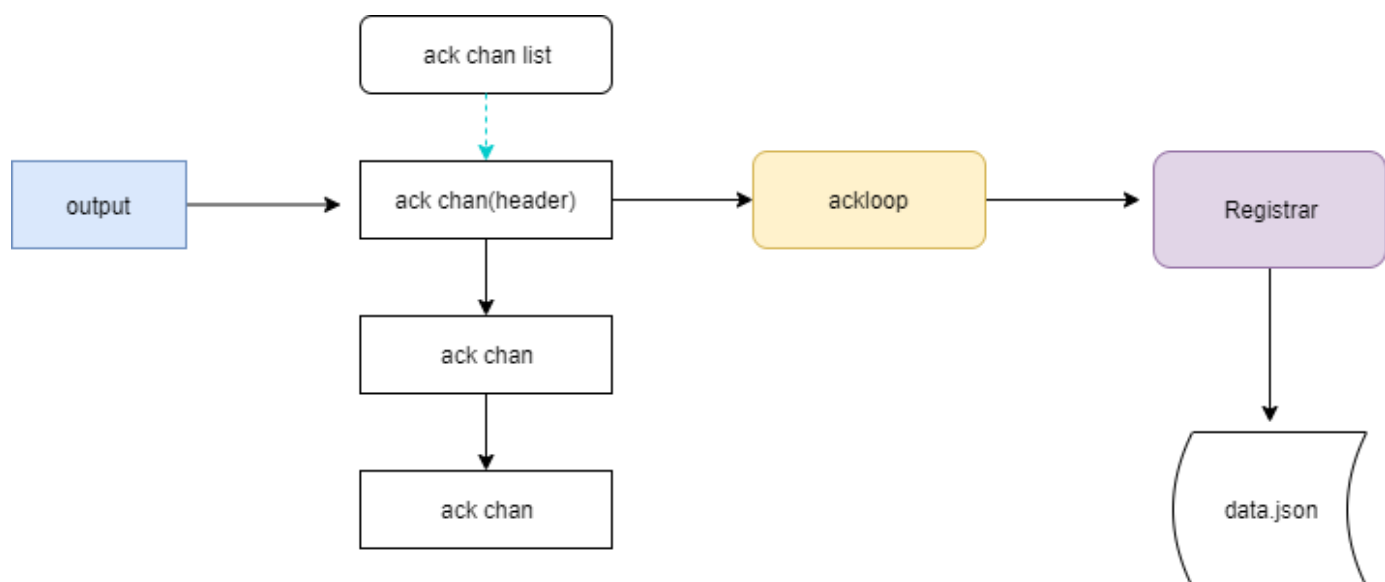 ack chan list
output
ack chan(header)
ackloop
Registrar
ack chan
ack chan
data.json